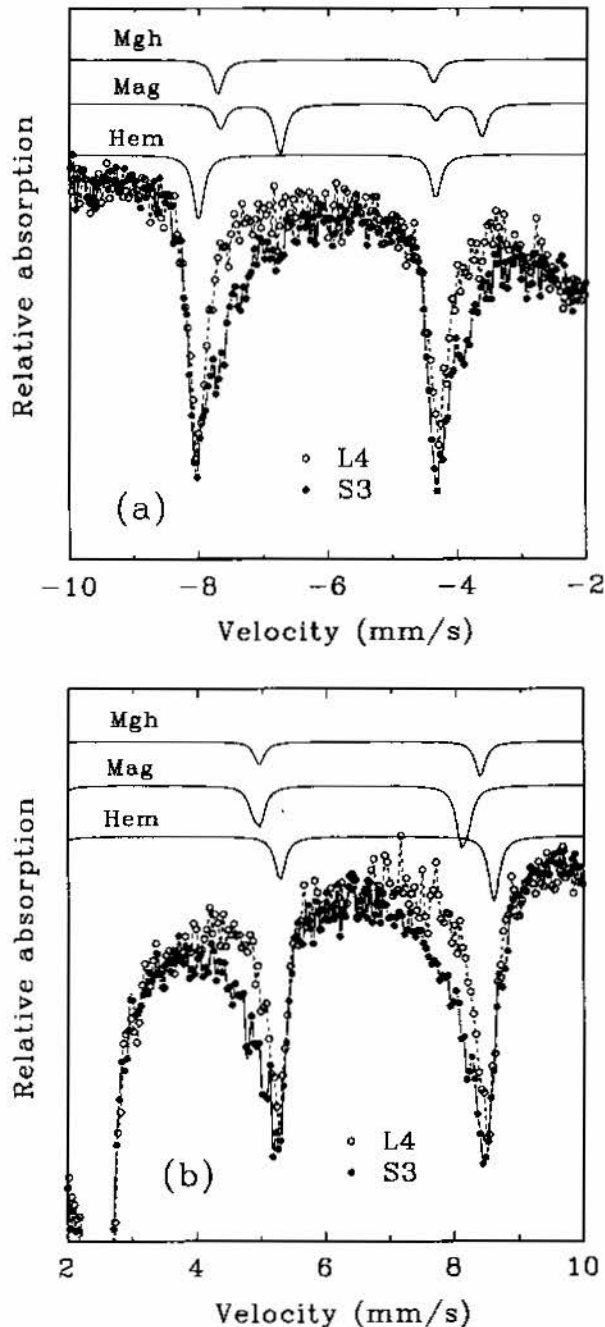 Mgh
Mag
Hem
Relative absorption
L4
S3
(a)
-10 -8 -6 -4 -2
Velocity (mm/s)
Mgh
Mag
Hem
Relative absorption
L4
S3
(b)
2 4 6 8 10
Velocity (mm/s)